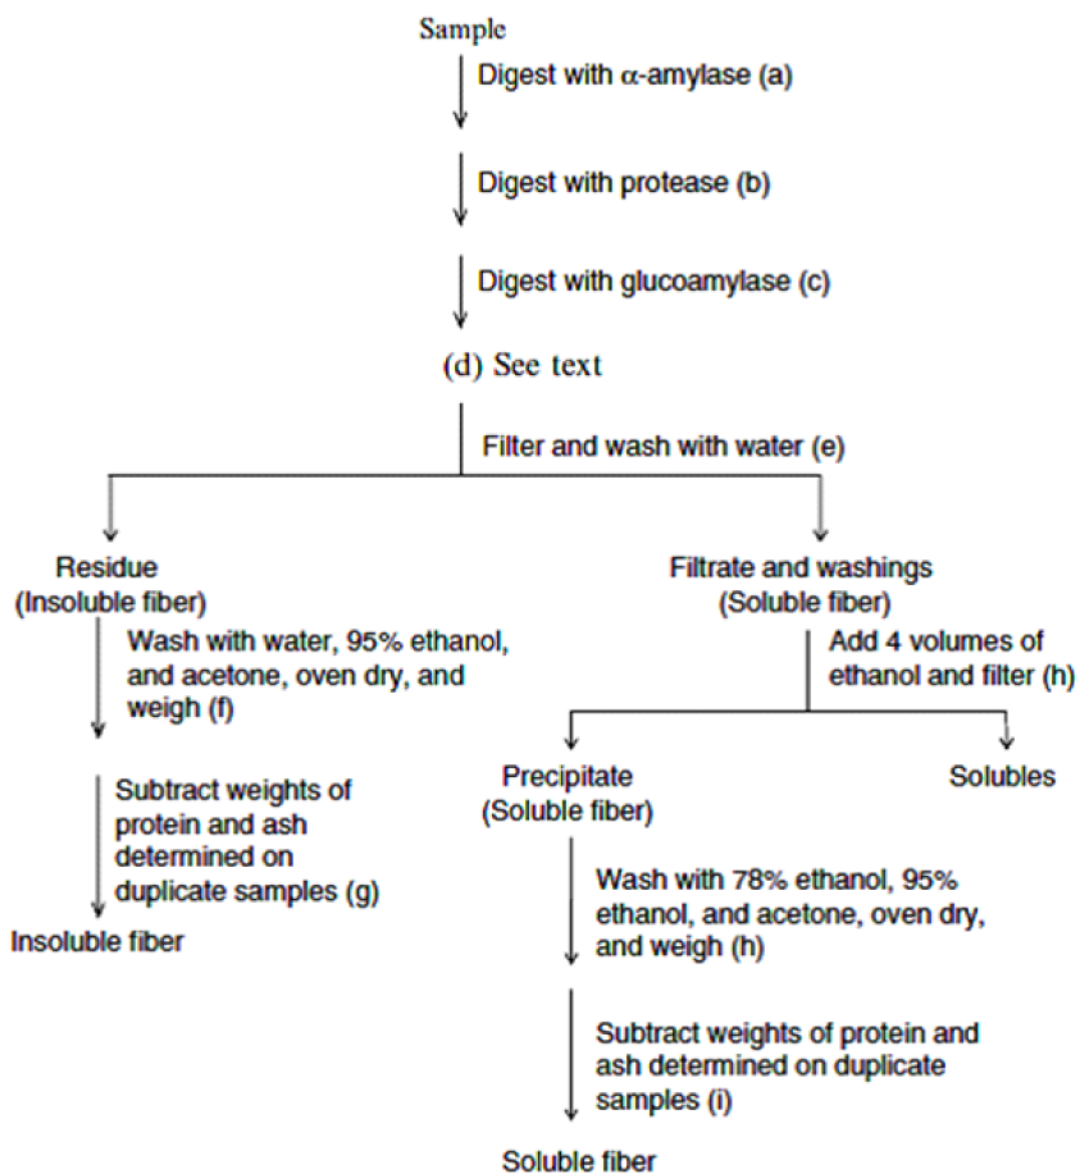 Sample
Digest with α-amylase (a)
Digest with protease (b)
Digest with glucoamylase (c)
(d) See text
Filter and wash with water (e)
Residue
(Insoluble fiber)
Wash with water, 95% ethanol,
and acetone, oven dry, and
weigh (f)
Subtract weights of
protein and ash
determined on
duplicate samples (g)
Insoluble fiber
Filtrate and washings
(Soluble fiber)
Add 4 volumes of
ethanol and filter (h)
Precipitate
(Soluble fiber)
Solubles
Wash with 78% ethanol, 95%
ethanol, and acetone, oven dry,
and weigh (h)
Subtract weights of protein and
ash determined on duplicate
samples (i)
Soluble fiber